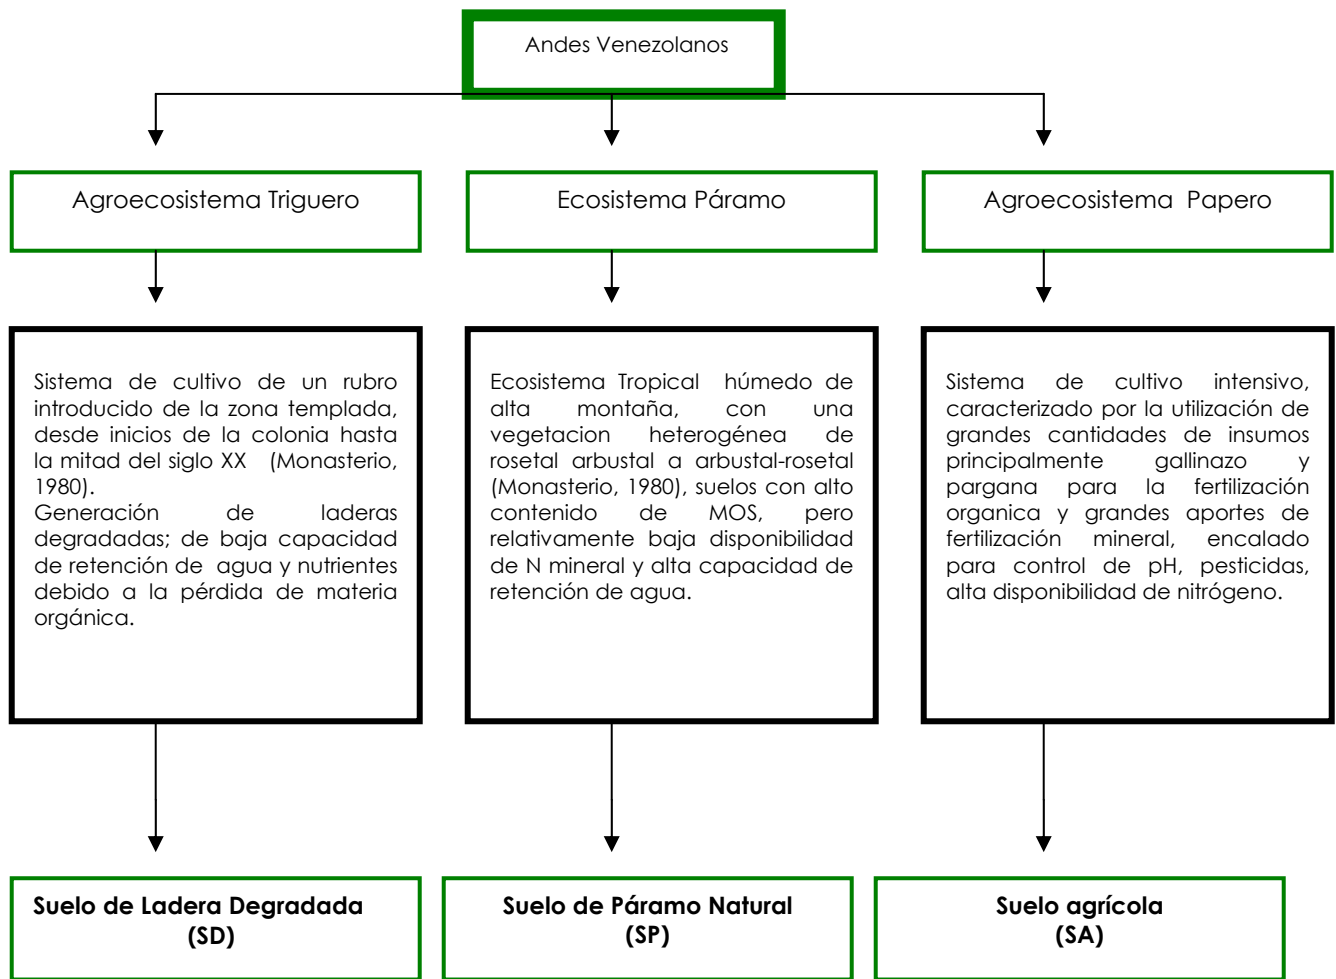 Andes Venezolanos
Agroecosistema Triguero
Ecosistema Páramo
Agroecosistema Papero
Sistema de cultivo de un rubro
introducido de la zona templada,
desde inicios de la colonia hasta
la mitad del siglo XX (Monasterio,
1980).
Generación de laderas
degradadas; de baja capacidad
de retención de agua y nutrientes
debido a la pérdida de materia
orgánica.
Ecosistema Tropical húmedo de
alta montaña, con una
vegetacion heterogénea de
rosetal arbustal a arbustal-rosetal
(Monasterio, 1980), suelos con alto
contenido de MOS, pero
relativamente baja disponibilidad
de N mineral y alta capacidad de
retención de agua.
Sistema de cultivo intensivo,
caracterizado por la utilización de
grandes cantidades de insumos
principalmente gallinazo y
pargana para la fertilización
organica y grandes aportes de
fertilización mineral, encalado
para control de pH, pesticidas,
alta disponibilidad de nitrógeno.
Suelo de Ladera Degradada
(SD)
Suelo de Páramo Natural
(SP)
Suelo agrícola
(SA)